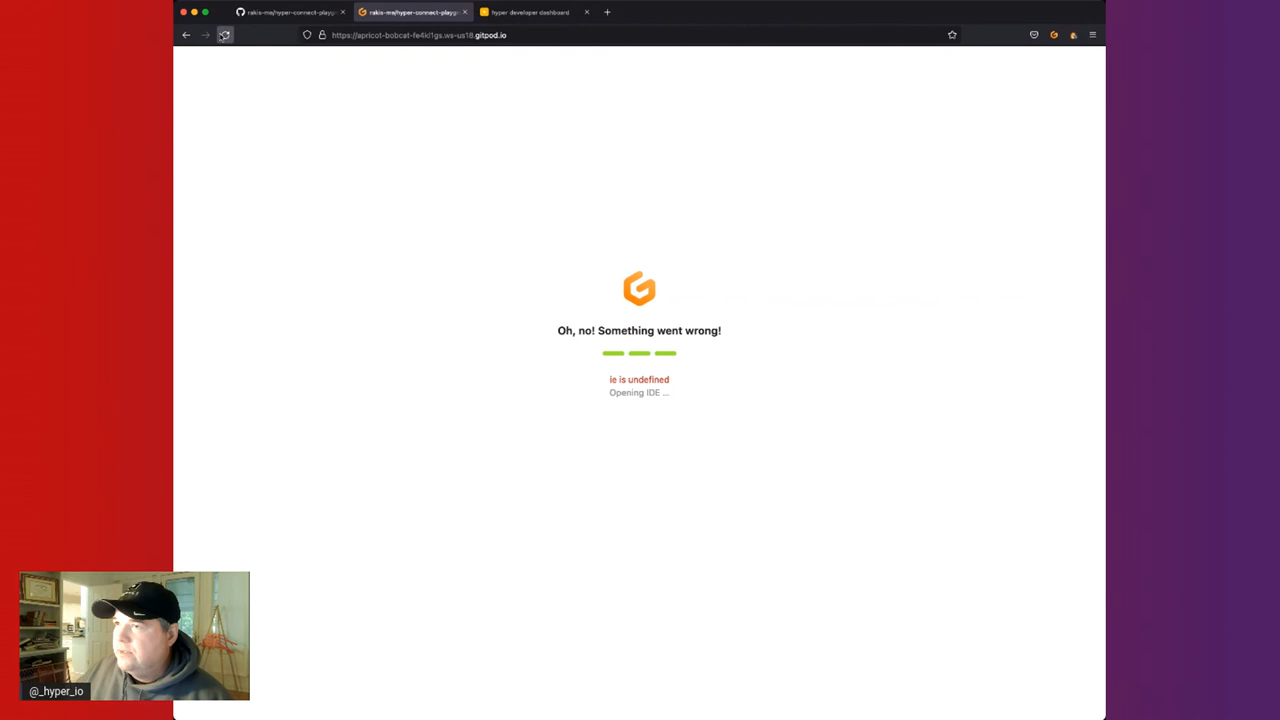 rakis-me/hyper-connect-playg
rakis-me/hyper-connect-playg
hyper developer dashboard
https://apricot-bobcat-fe4kl1gs.ws-us18.gitpod.io
Oh, no! Something went wrong!
ie is undefined
Opening IDE ...
@_hyper_io